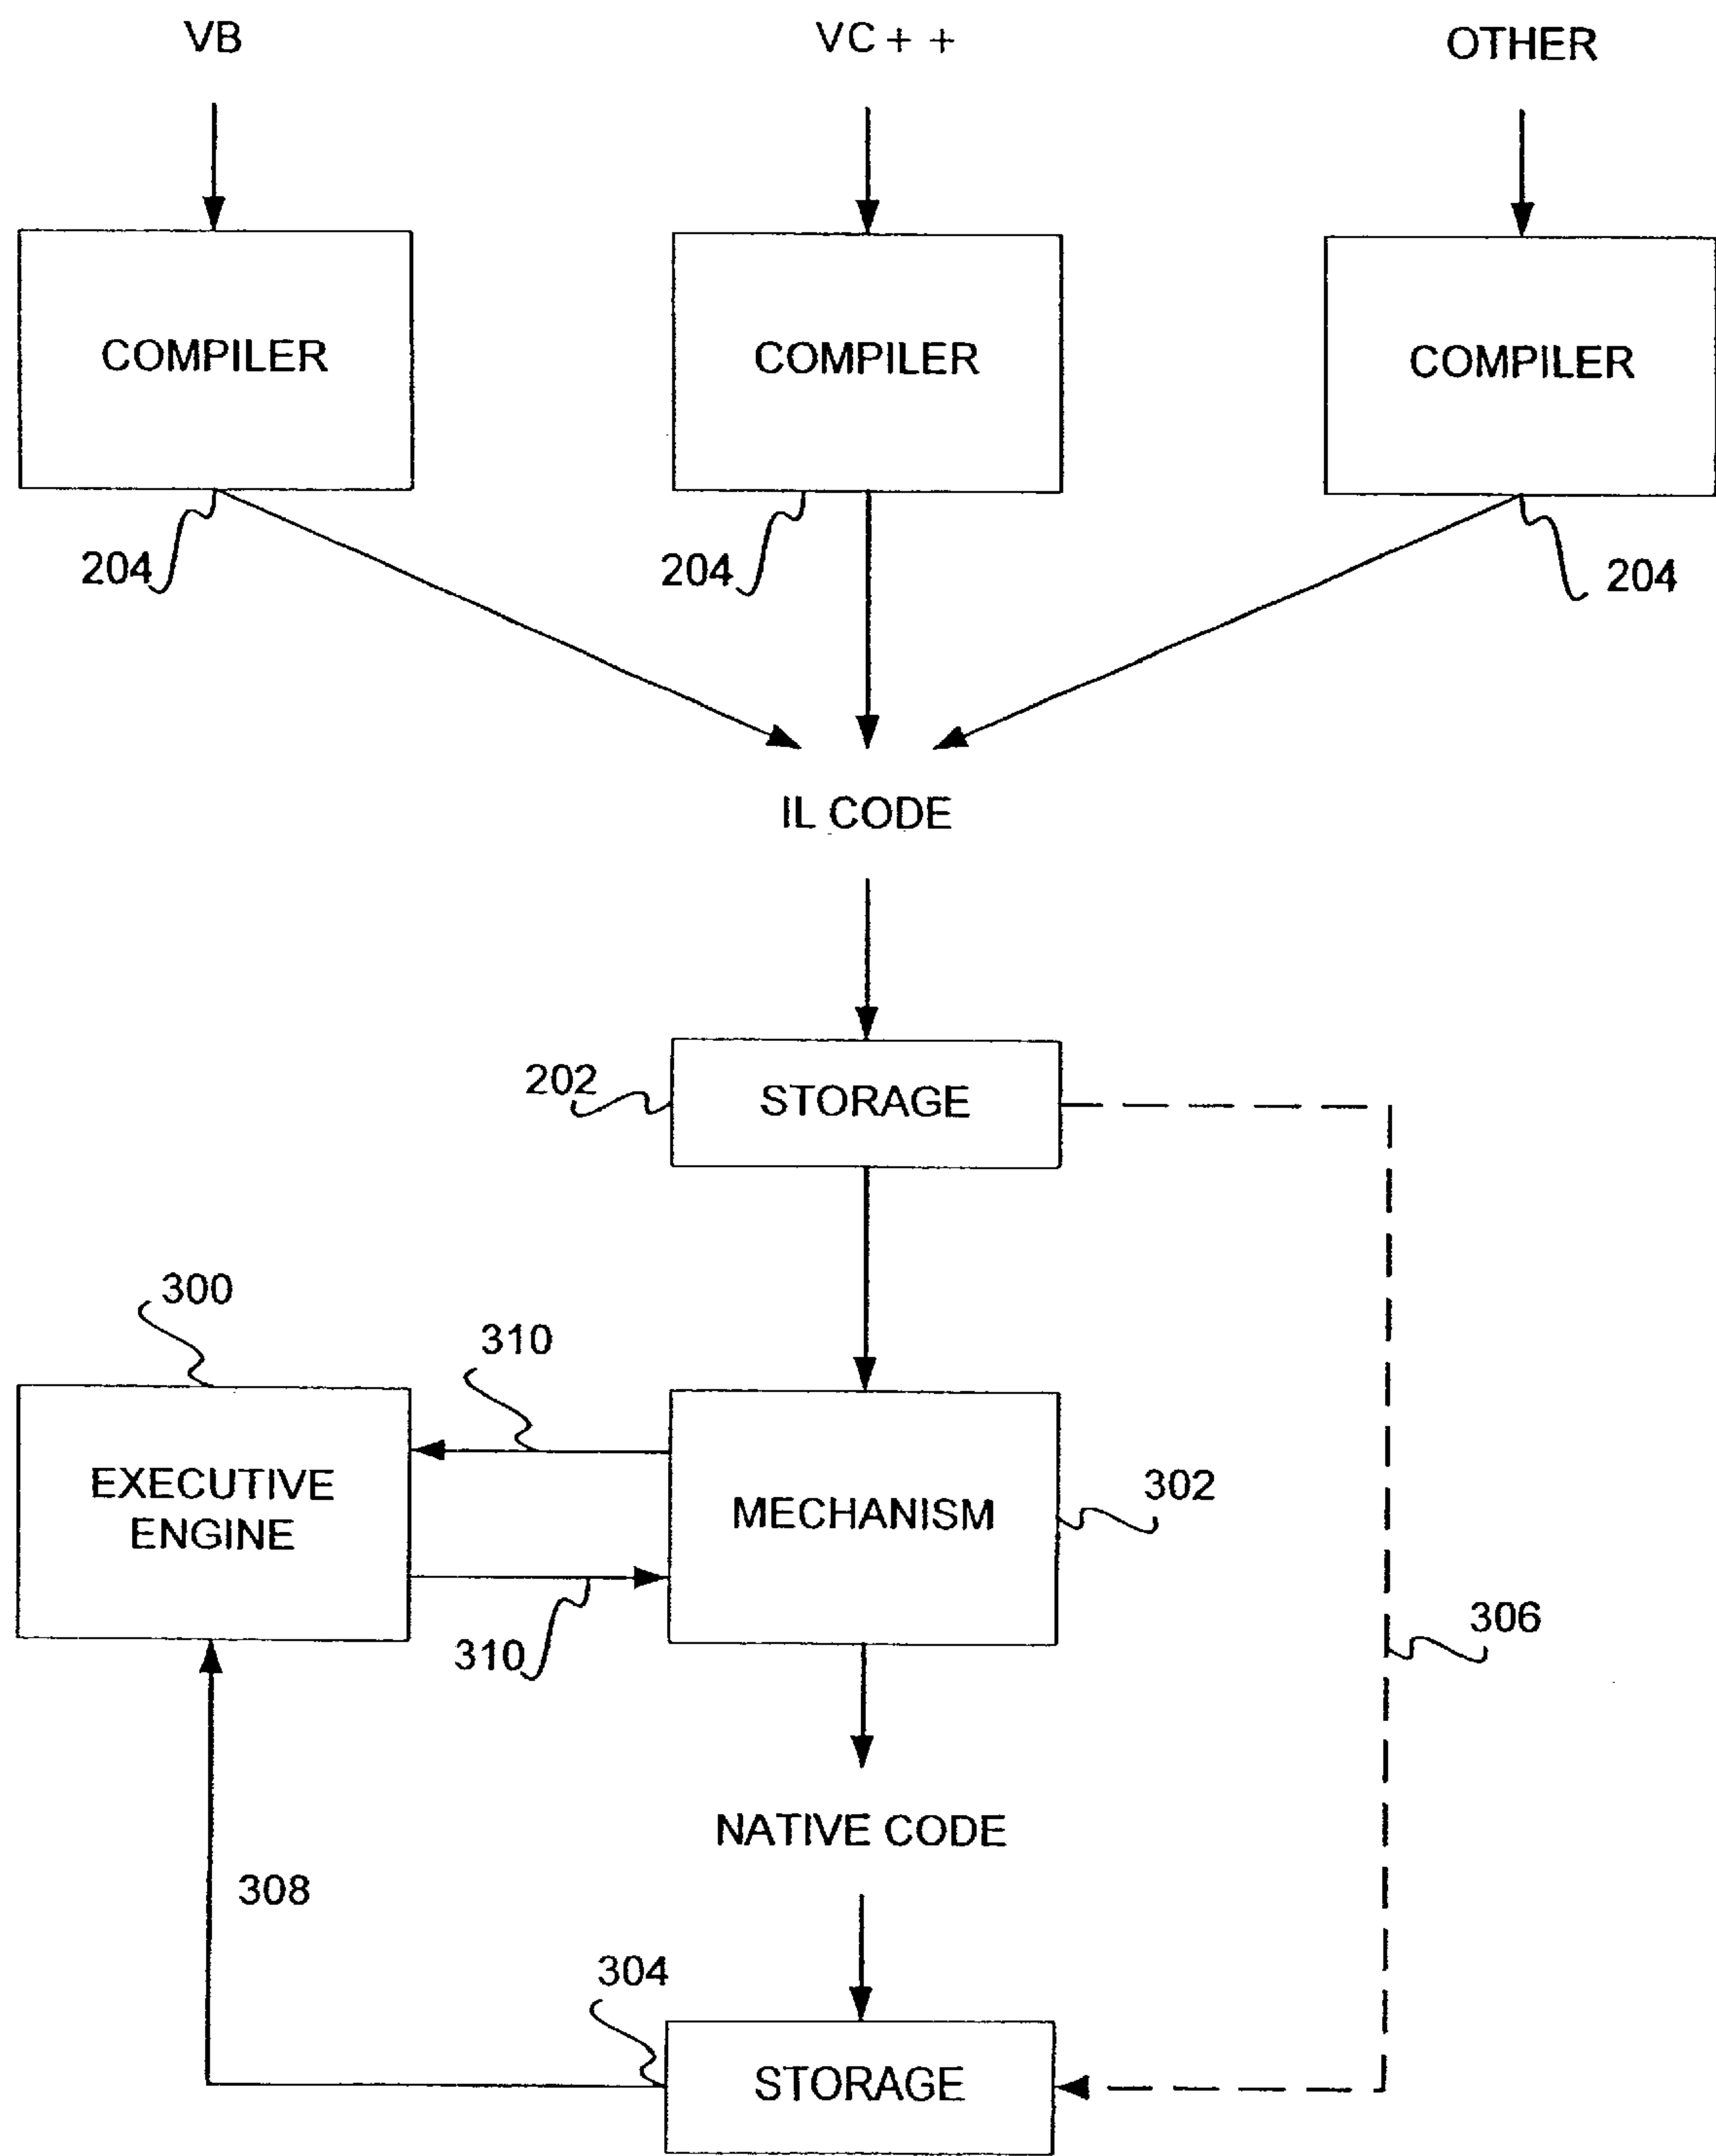 VB
VC + +
OTHER
COMPILER
COMPILER
COMPILER
204
204
204
IL CODE
202
STORAGE
300
310
EXECUTIVE
ENGINE
MECHANISM
302
310
306
NATIVE CODE
308
304
STORAGE